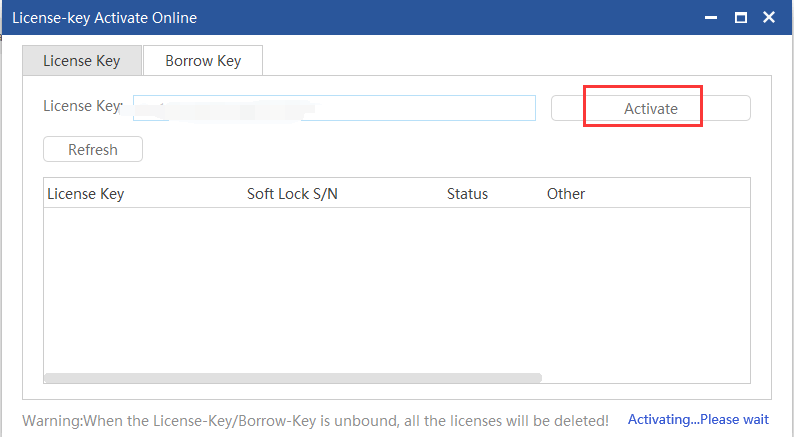 License-key Activate Online
License Key Borrow Key
License Key: Activate
Refresh
License Key Soft Lock S/N Status Other
Warning:When the License-Key/Borrow-Key is unbound, all the licenses will be deleted! Activating...Please wait